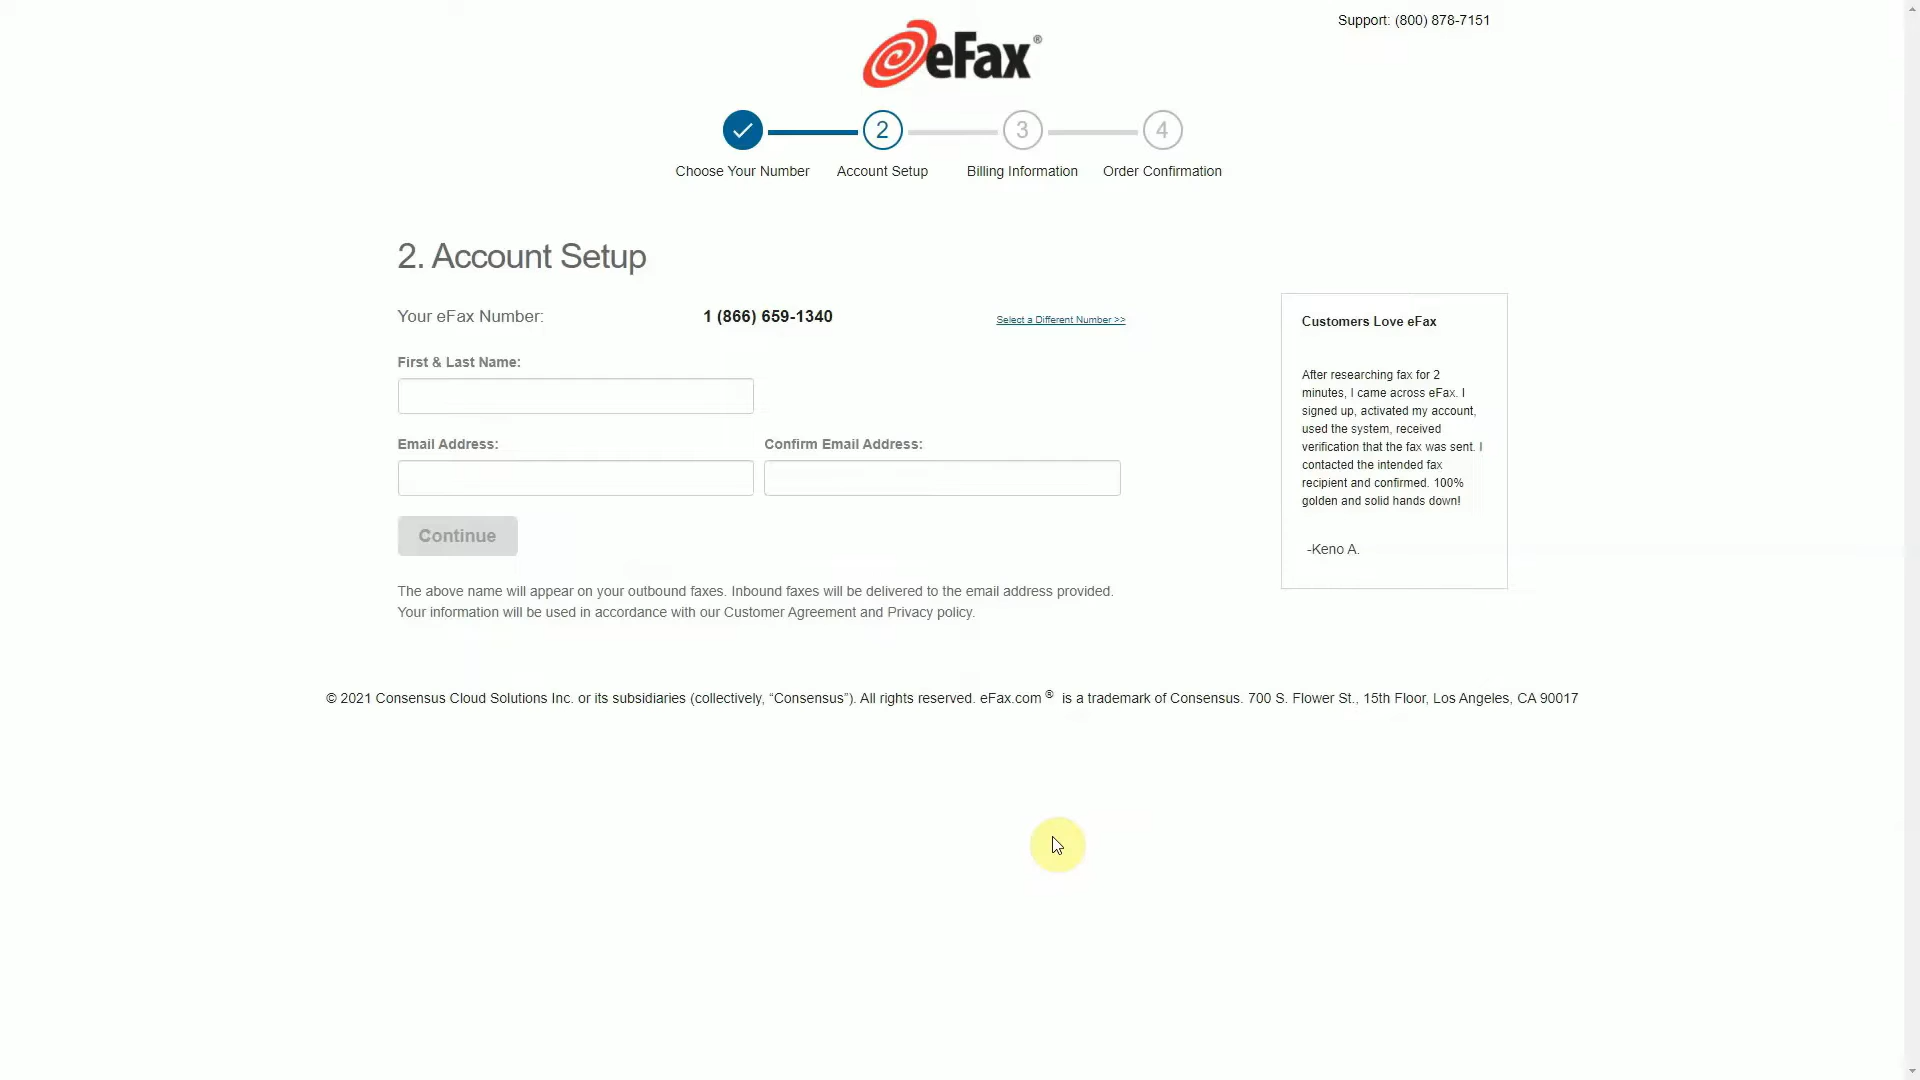 Support: (800) 878-7151
eFax®
2 3 4
Choose Your Number Account Setup Billing Information Order Confirmation
2. Account Setup
Your eFax Number: 1 (866) 659-1340 Select a Different Number >>
First & Last Name:
Email Address: Confirm Email Address:
Continue
The above name will appear on your outbound faxes. Inbound faxes will be delivered to the email address provided.
Your information will be used in accordance with our Customer Agreement and Privacy policy.
Customers Love eFax
After researching fax for 2
minutes, I came across eFax. I
signed up, activated my account,
used the system, received
verification that the fax was sent. I
contacted the intended fax
recipient and confirmed. 100%
golden and solid hands down!
-Keno A.
© 2021 Consensus Cloud Solutions Inc. or its subsidiaries (collectively, “Consensus”). All rights reserved. eFax.com ® is a trademark of Consensus. 700 S. Flower St., 15th Floor, Los Angeles, CA 90017